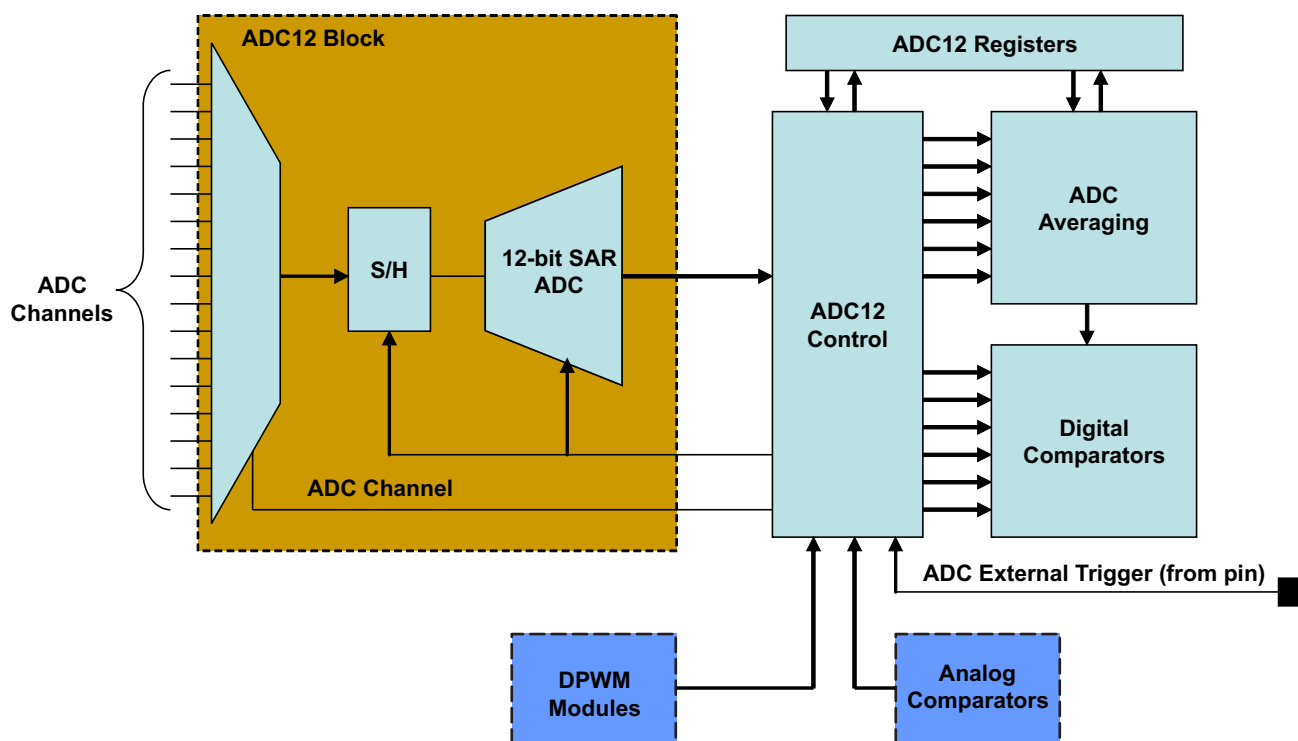 ADC12 Block
ADC12 Registers
ADC
Channels
S/H
12-bit SAR
ADC
ADC12
Control
ADC
Averaging
Digital
Comparators
ADC Channel
ADC External Trigger (from pin)
DPWM
Modules
Analog
Comparators